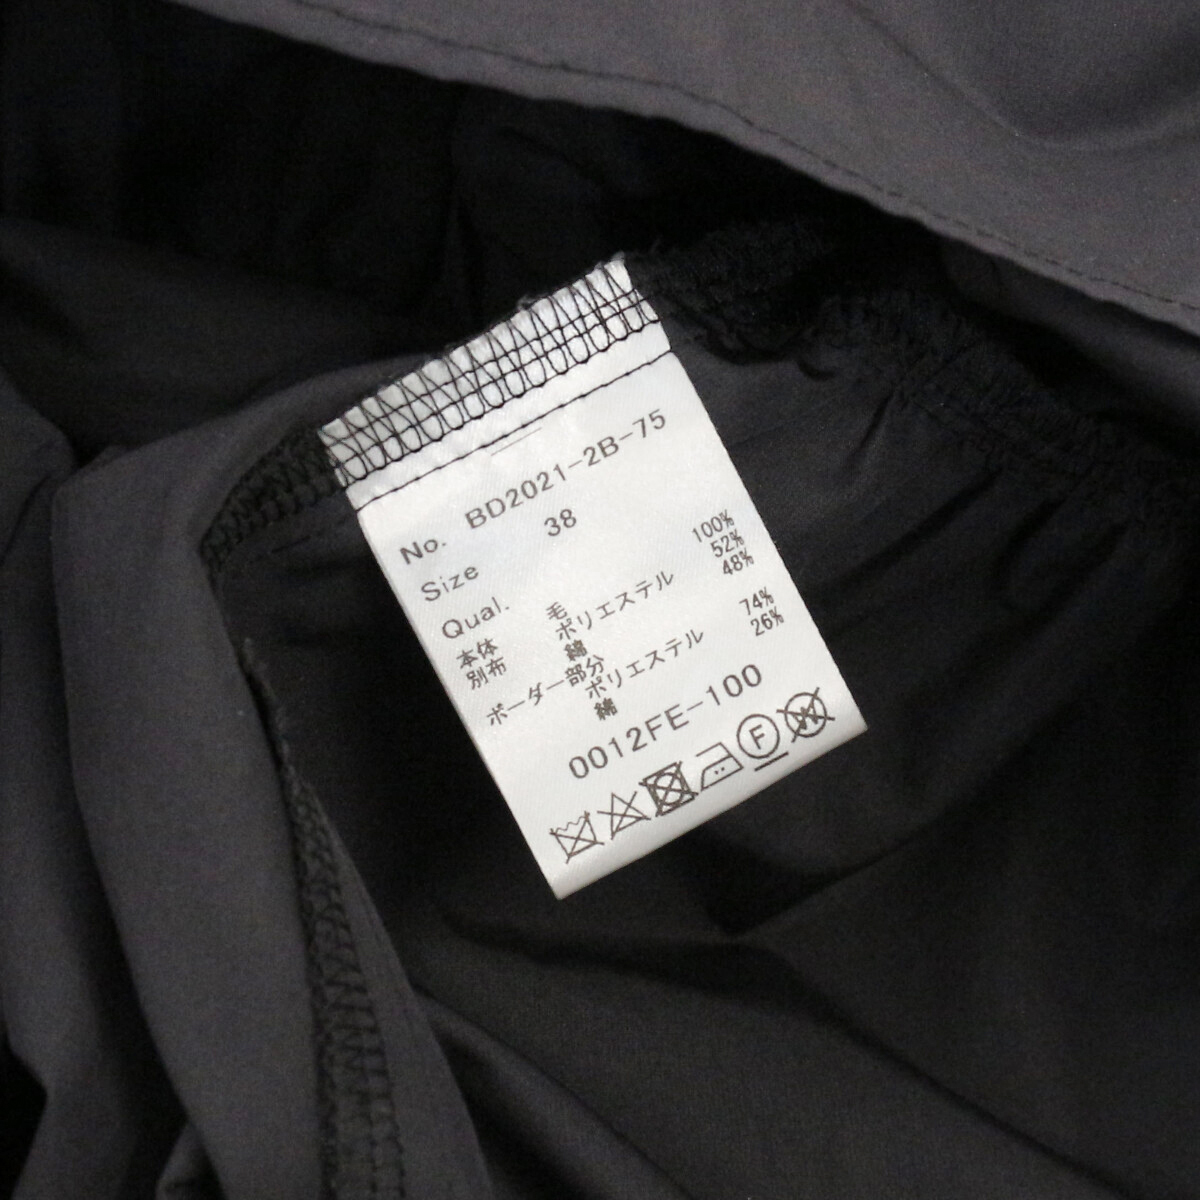 No. BD2021-2B-75
Size 38
Qual.
本体 毛 100%
別布 ポリエステル 52%
綿 48%
ボーダー部分
ポリエステル 74%
綿 26%
0012FE-100
F W